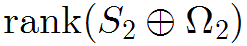 rank(S₂ ⊕ Ω₂)